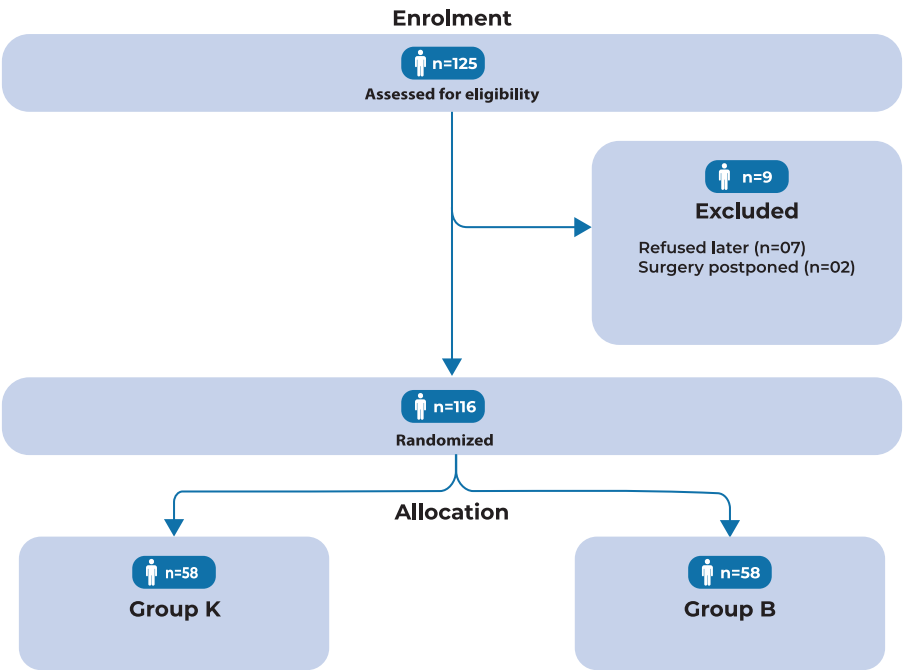 Enrolment
n=125
Assessed for eligibility
n=9
Excluded
Refused later (n=07)
Surgery postponed (n=02)
n=116
Randomized
Allocation
n=58
Group K
n=58
Group B